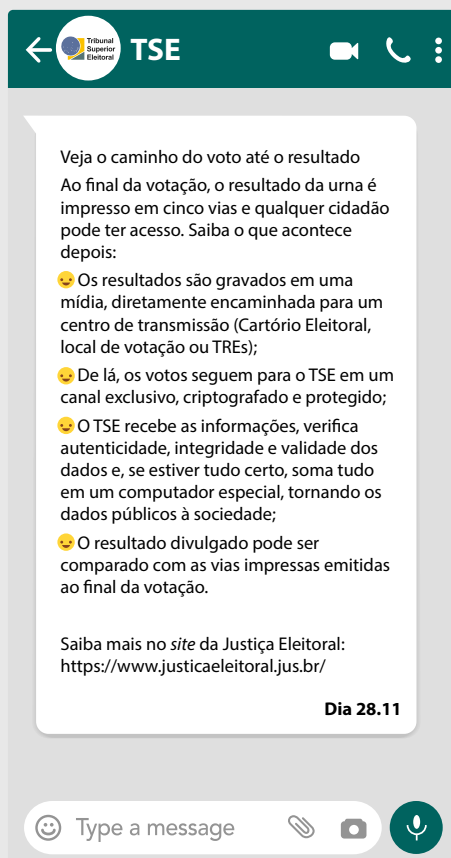 Tribunal
Superior
Eleitoral
TSE
Veja o caminho do voto até o resultado
Ao final da votação, o resultado da urna é
impresso em cinco vias e qualquer cidadão
pode ter acesso. Saiba o que acontece
depois:
Os resultados são gravados em uma
mídia, diretamente encaminhada para um
centro de transmissão (Cartório Eleitoral,
local de votação ou TREs);
De lá, os votos seguem para o TSE em um
canal exclusivo, criptografado e protegido;
O TSE recebe as informações, verifica
autenticidade, integridade e validade dos
dados e, se estiver tudo certo, soma tudo
em um computador especial, tornando os
dados públicos à sociedade;
O resultado divulgado pode ser
comparado com as vias impressas emitidas
ao final da votação.
Saiba mais no site da Justiça Eleitoral:
https://www.justicaeleitoral.jus.br/
Dia 28.11
Type a message